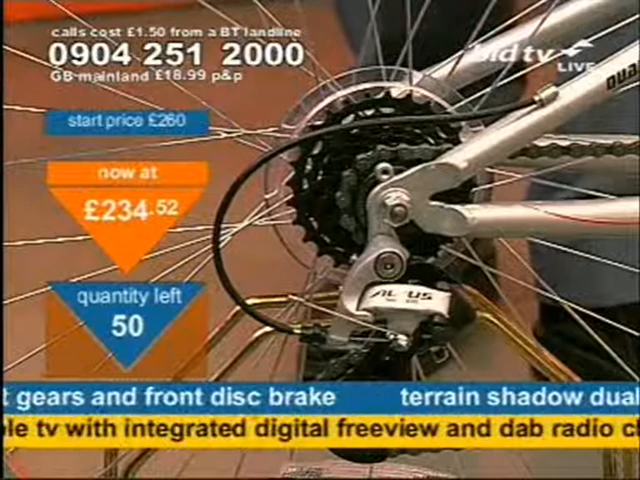 calls cost £1.50 from a BT landline
0904 251 2000
GB-mainland £18.99 p&p
bid tv
LIVE
start price £260
now at
£234.52
quantity left
50
ALTUS
t gears and front disc brake terrain shadow dual
le tv with integrated digital freeview and dab radio c